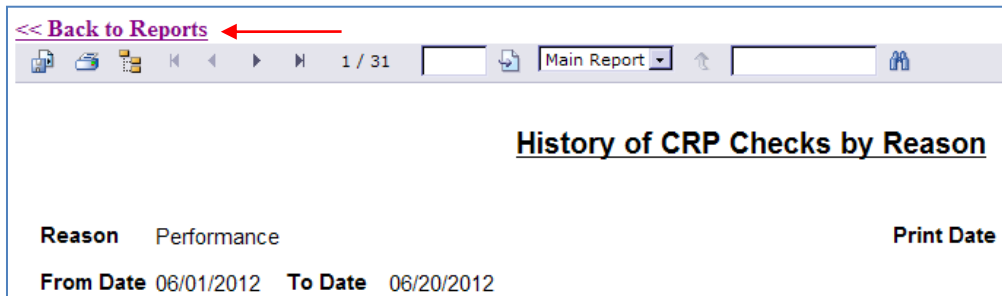 << Back to Reports
1 / 31 Main Report
History of CRP Checks by Reason
Reason Performance Print Date
From Date 06/01/2012 To Date 06/20/2012